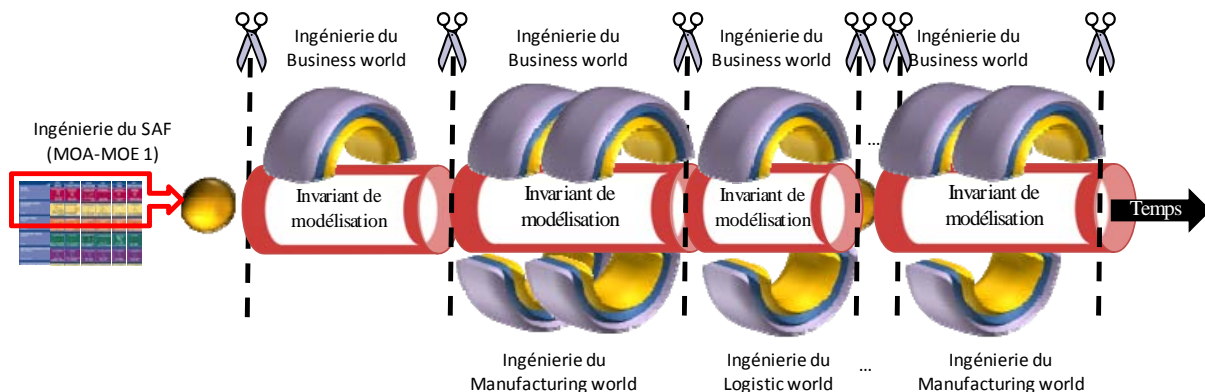 Ingénierie du
Business world
Ingénierie du
Business world
Ingénierie du
Business world
Ingénierie du
Business world
Ingénierie du SAF
(MOA-MOE 1)
...
Invariant de
modélisation
Invariant de
modélisation
Invariant de
modélisation
Invariant de
modélisation
Temps
Ingénierie du
Manufacturing world
Ingénierie du
Logistic world
...
Ingénierie du
Manufacturing world